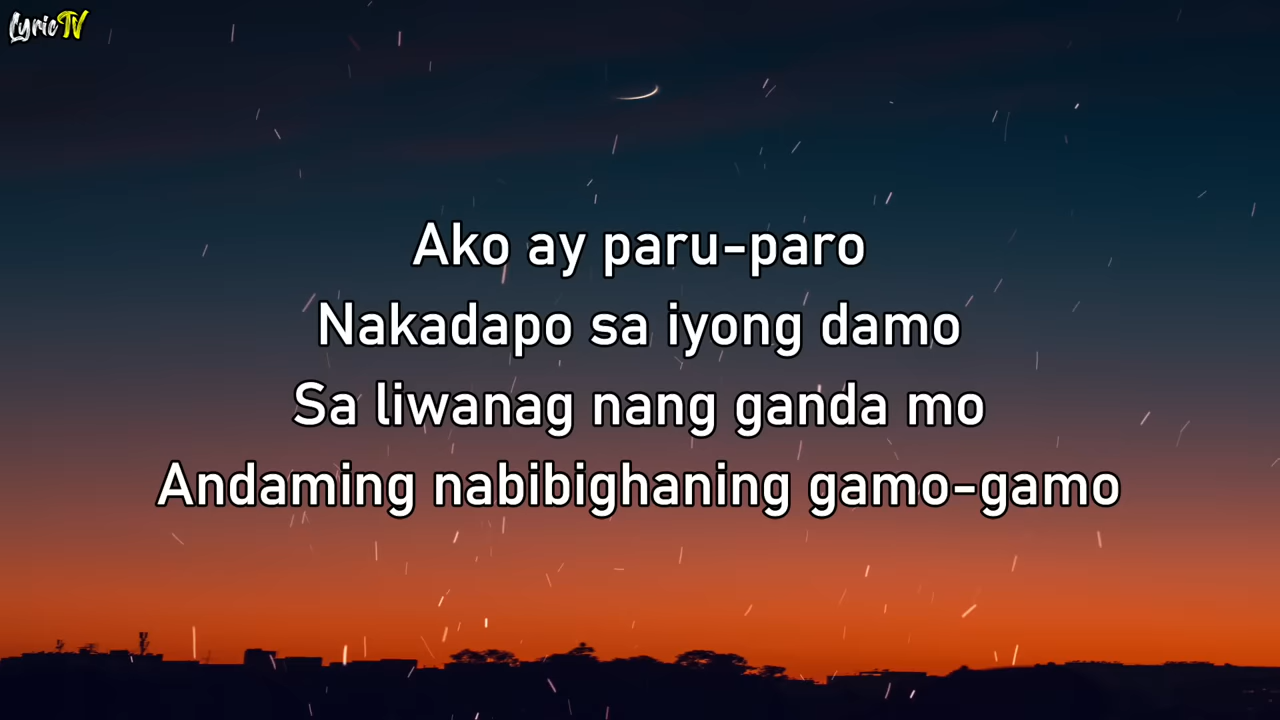 LyricTV
Ako ay paru-paro
Nakadapo sa iyong damo
Sa liwanag nang ganda mo
Andaming nabibighaning gamo-gamo